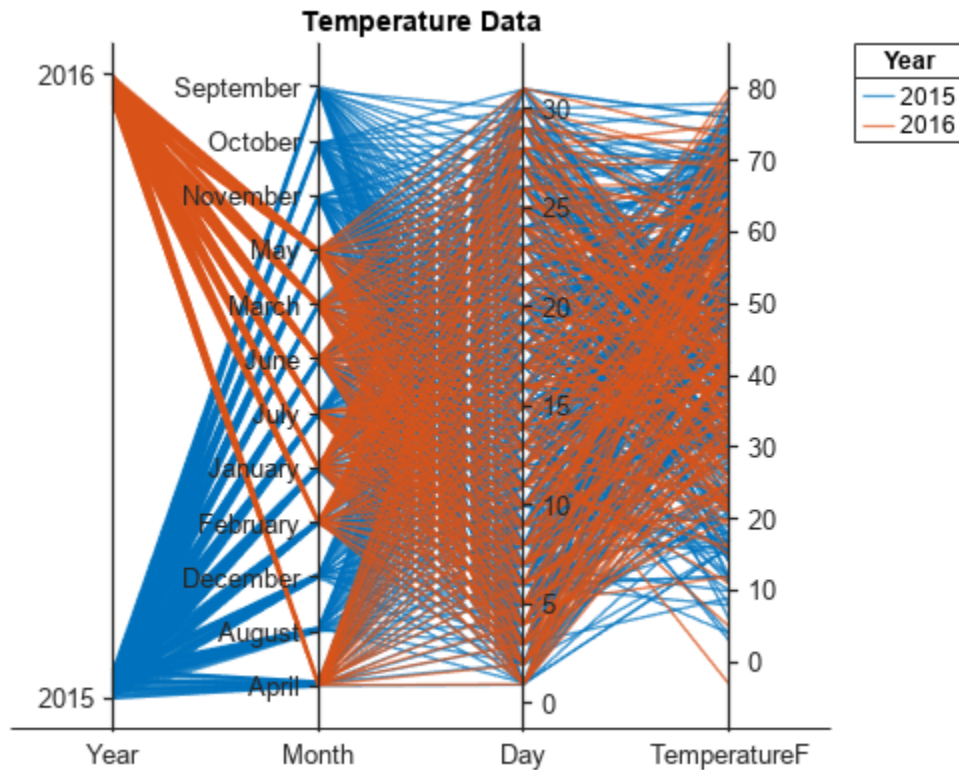 Temperature Data
Year
2015
2016
2016
2015
September
October
November
May
March
June
July
January
February
December
August
April
30
25
20
15
10
5
0
80
70
60
50
40
30
20
10
0
Year
Month
Day
TemperatureF